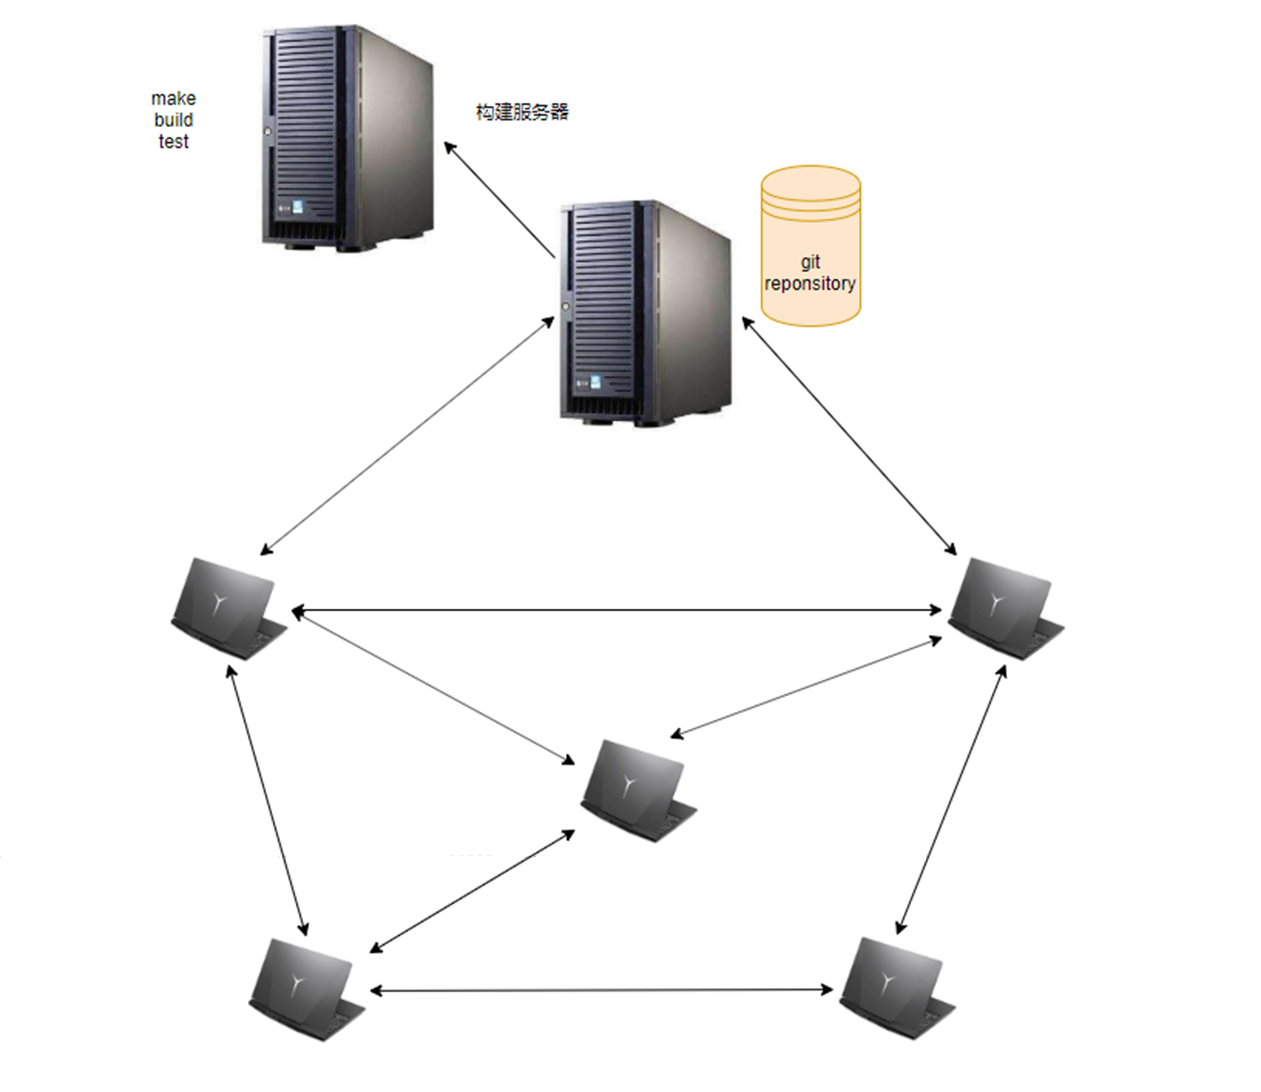 make
build
test
构建服务器
git
reponsitory